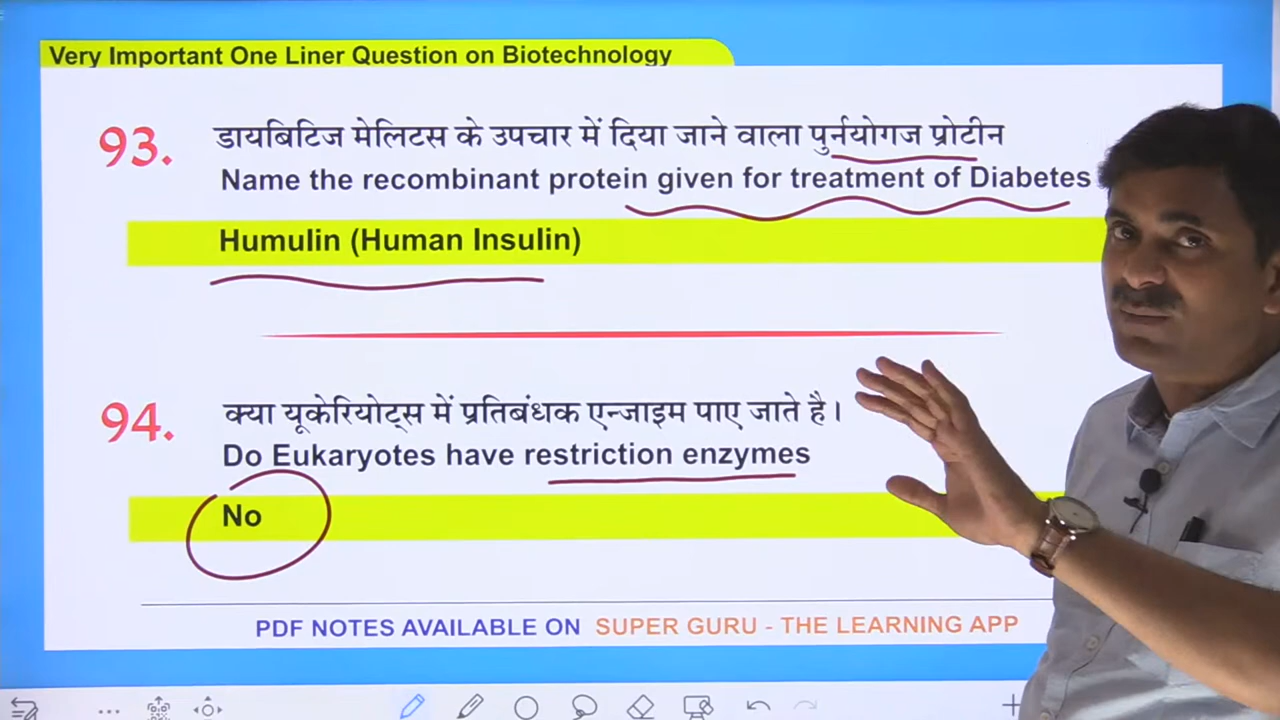 Very Important One Liner Question on Biotechnology
93. डायबिटिज मेलिटस के उपचार में दिया जाने वाला पुर्नयोगज प्रोटीन
Name the recombinant protein given for treatment of Diabetes
Humulin (Human Insulin)
94. क्या यूकेरियोट्स में प्रतिबंधक एन्जाइम पाए जाते है।
Do Eukaryotes have restriction enzymes
No
PDF NOTES AVAILABLE ON SUPER GURU - THE LEARNING APP